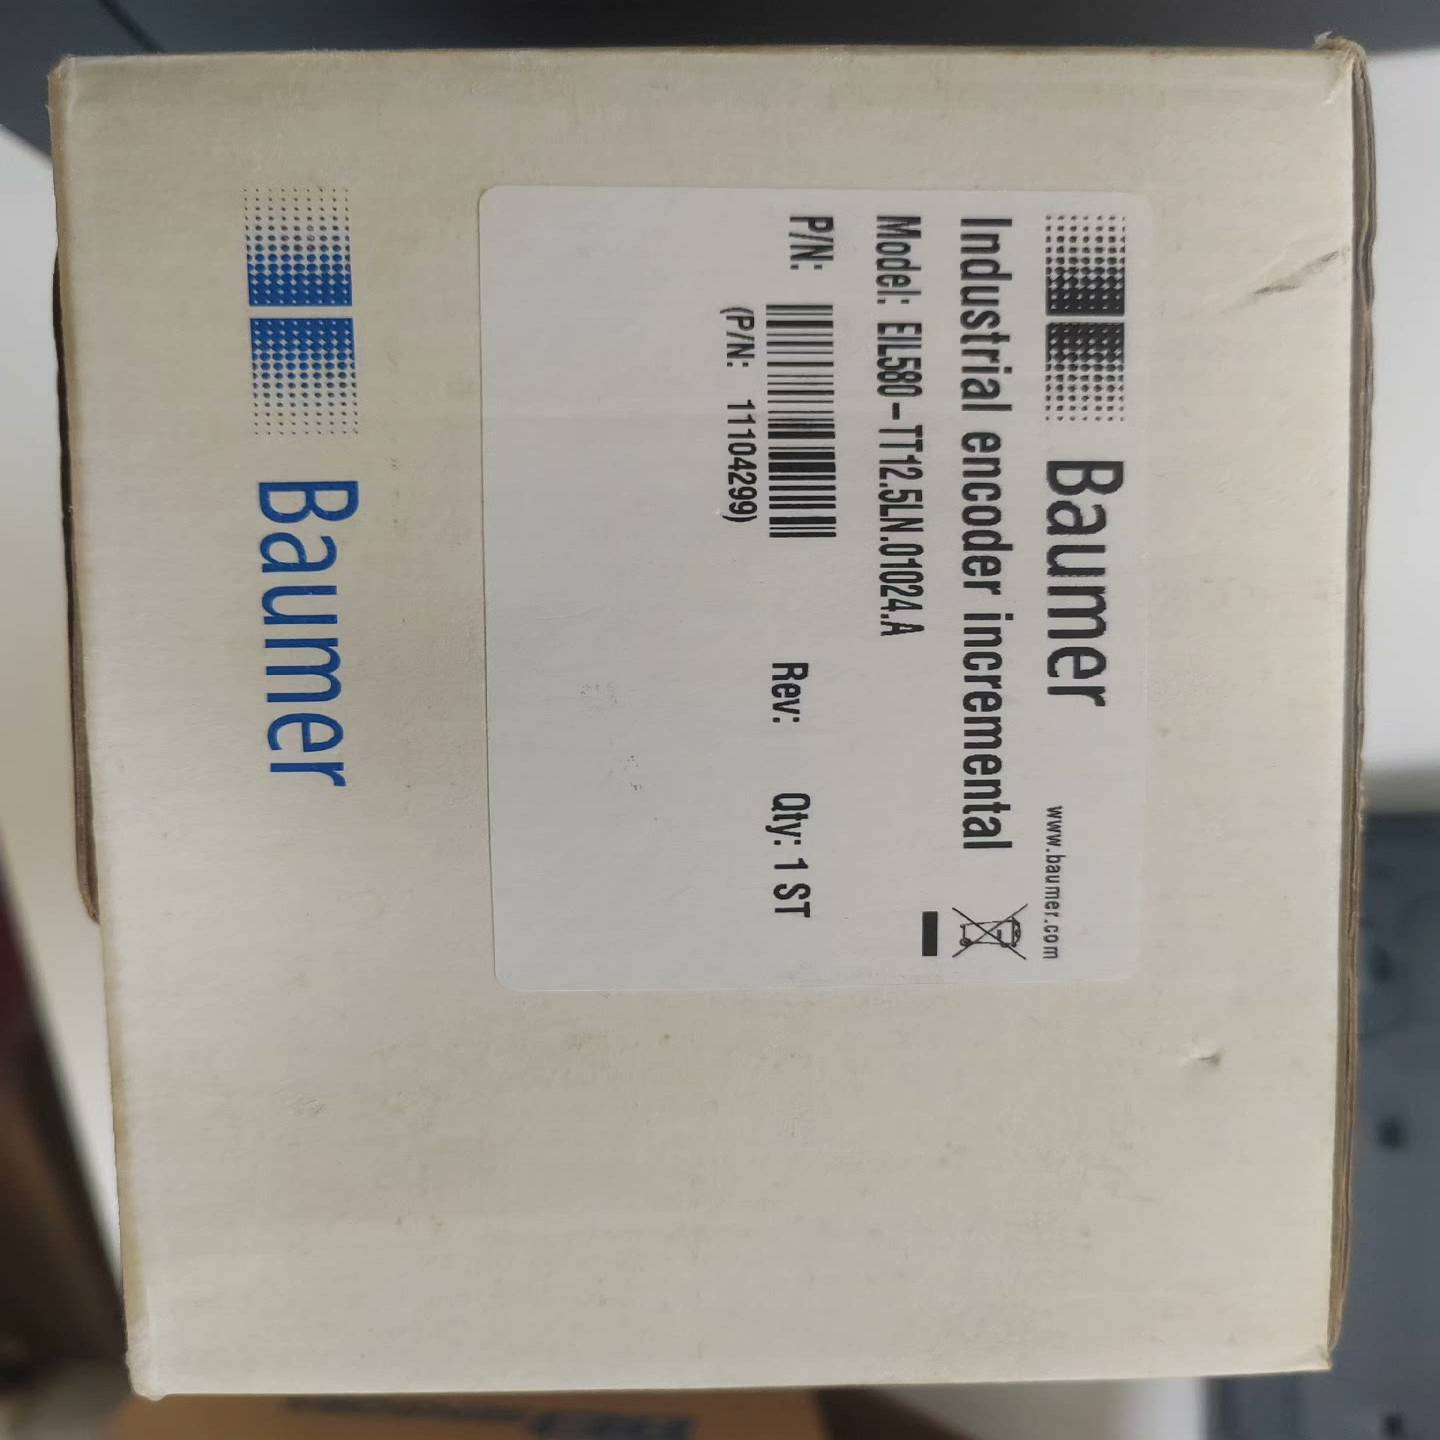 Baumer
www.baumer.com
Industrial encoder incremental
Model: EIL580-TT12.5LN.01024.A
P/N:
Rev:
Qty: 1 ST
(P/N: 11104299)
Baumer